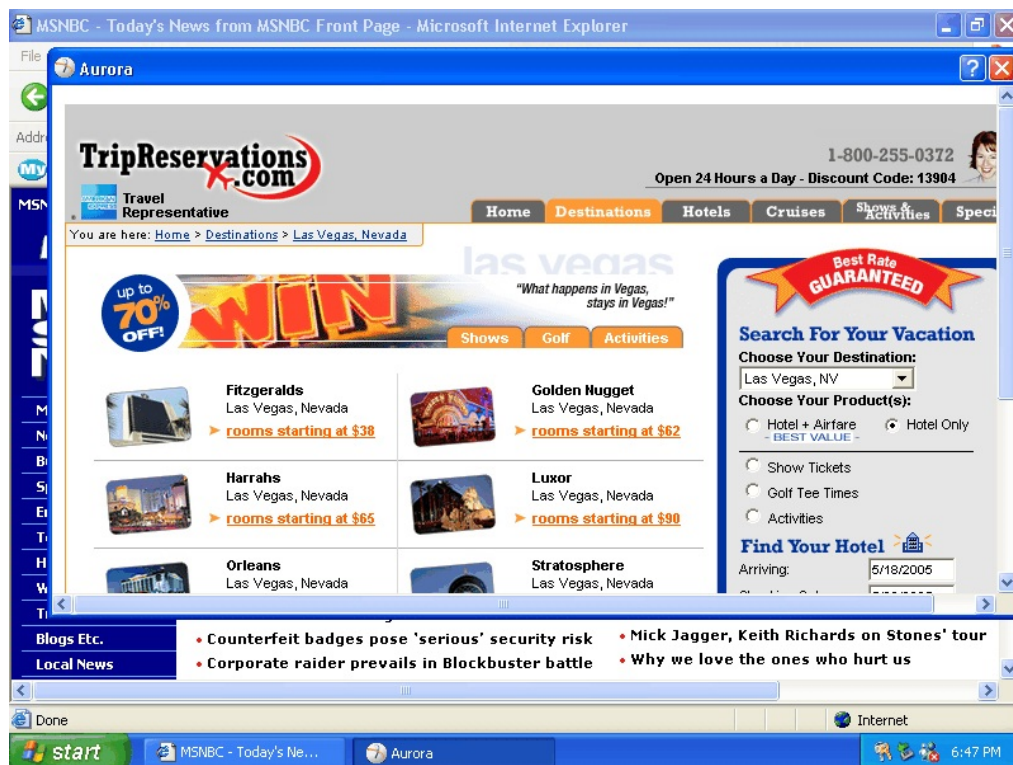 MSNBC - Today's News from MSNBC Front Page - Microsoft Internet Explorer
File
Aurora
Addr
My
MSN
TripReservations
.com
Travel
Representative
1-800-255-0372
Open 24 Hours a Day - Discount Code: 13904
Home Destinations Hotels Cruises Shows & Activities Speci
You are here: Home > Destinations > Las Vegas, Nevada
las vegas
up to
70%
OFF!
WIN
"What happens in Vegas,
stays in Vegas!"
Shows Golf Activities
Fitzgeralds
Las Vegas, Nevada
rooms starting at $38
Golden Nugget
Las Vegas, Nevada
rooms starting at $62
Harrahs
Las Vegas, Nevada
rooms starting at $65
Luxor
Las Vegas, Nevada
rooms starting at $90
Orleans
Las Vegas, Nevada
Stratosphere
Las Vegas, Nevada
Best Rate
GUARANTEED
Search For Your Vacation
Choose Your Destination:
Las Vegas, NV
Choose Your Product(s):
Hotel + Airfare
- BEST VALUE -
Hotel Only
Show Tickets
Golf Tee Times
Activities
Find Your Hotel
Arriving:
5/18/2005
Blogs Etc.
Local News
• Counterfeit badges pose 'serious' security risk
• Corporate raider prevails in Blockbuster battle
• Mick Jagger, Keith Richards on Stones' tour
• Why we love the ones who hurt us
Done
Internet
start
MSNBC - Today's Ne...
Aurora
6:47 PM